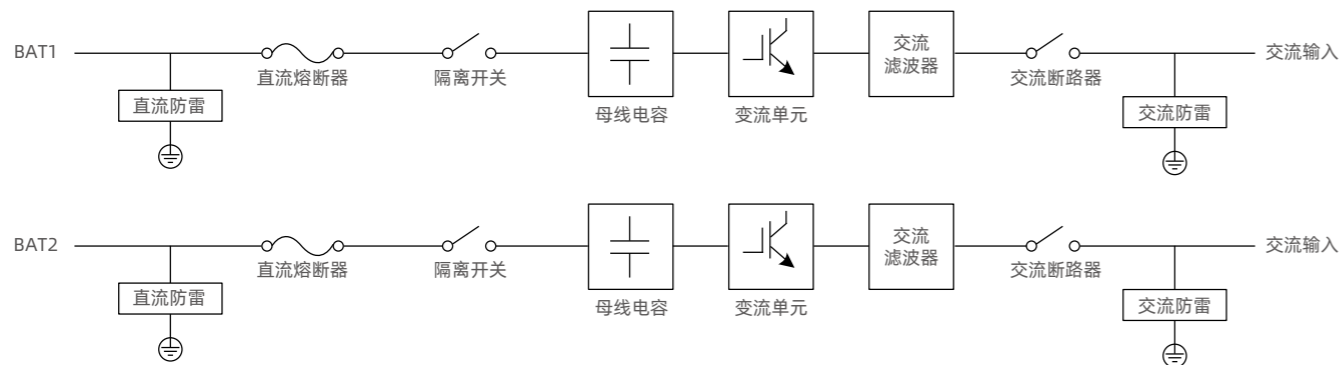 BAT1
直流熔断器
隔离开关
交流
滤波器
交流断路器
交流输入
直流防雷
母线电容
变流单元
交流防雷
BAT2
直流熔断器
隔离开关
交流
滤波器
交流断路器
交流输入
直流防雷
母线电容
变流单元
交流防雷